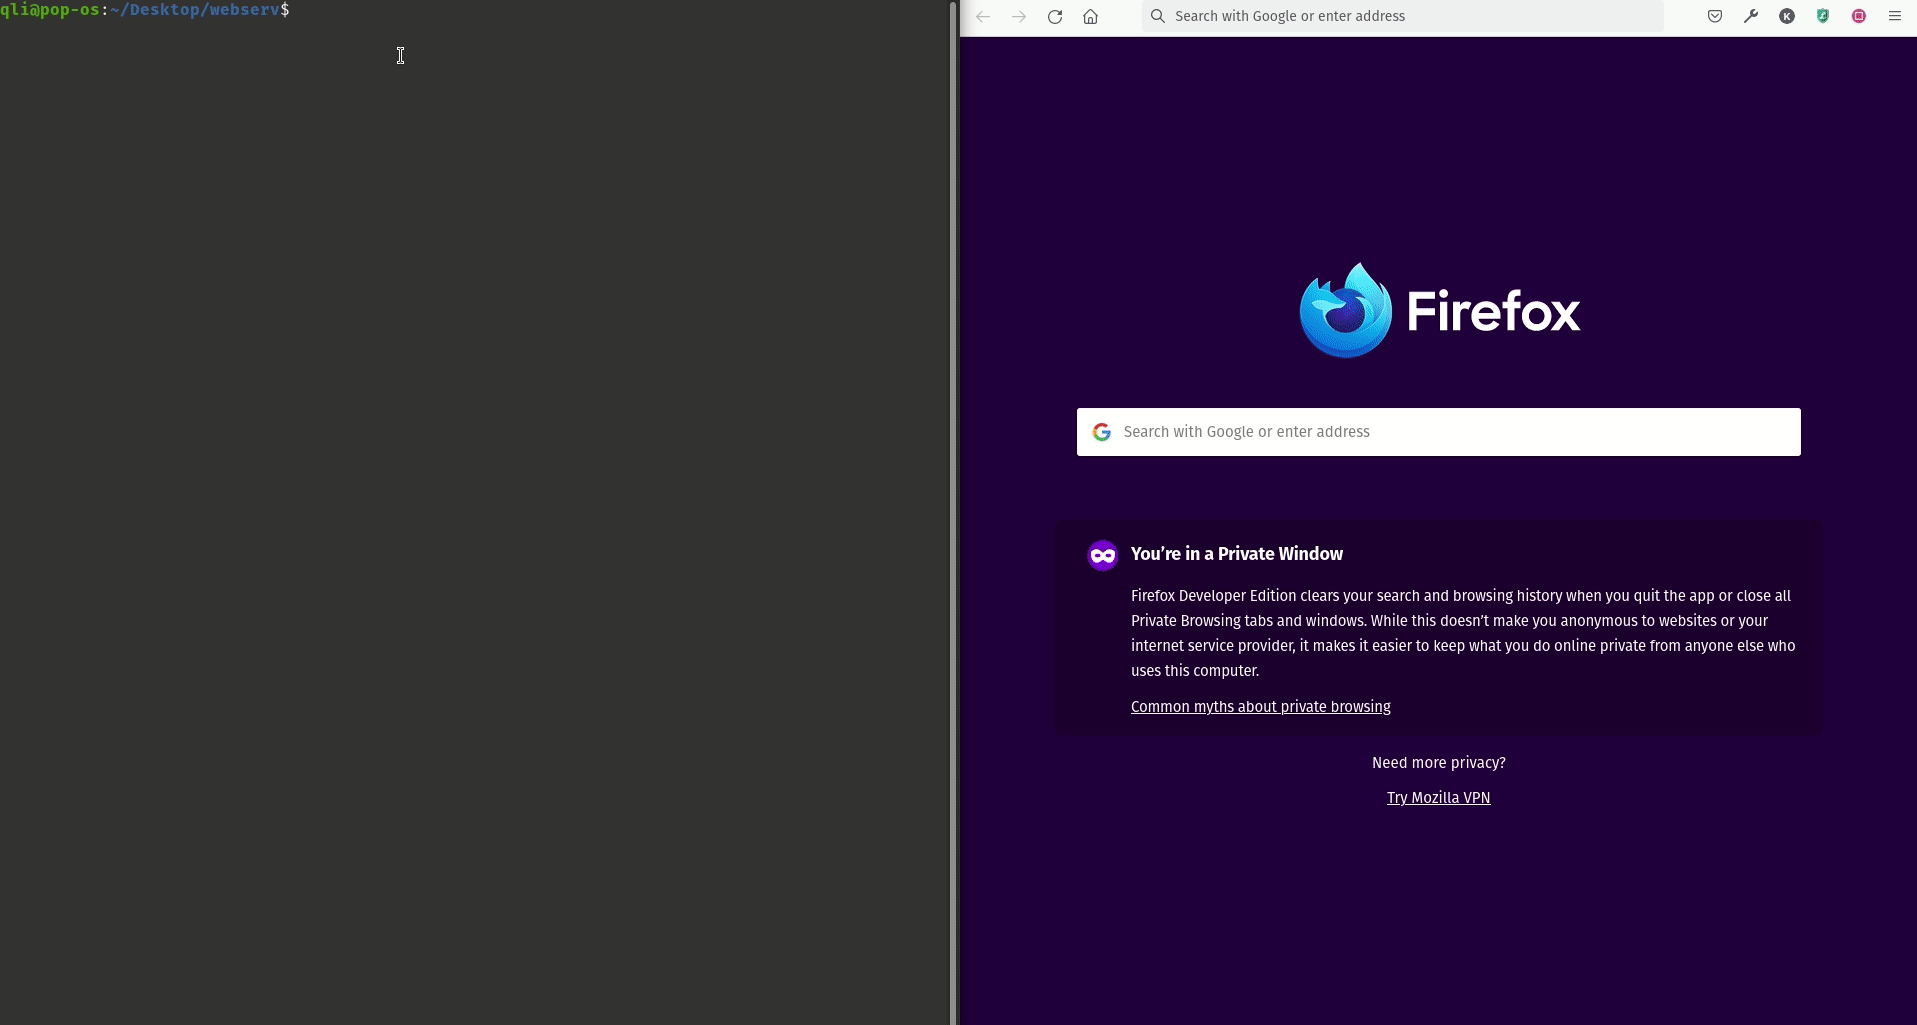 qli@pop-os:~/Desktop/webserv$
Search with Google or enter address
K
Firefox
Search with Google or enter address
You're in a Private Window
Firefox Developer Edition clears your search and browsing history when you quit the app or close all
Private Browsing tabs and windows. While this doesn't make you anonymous to websites or your
internet service provider, it makes it easier to keep what you do online private from anyone else who
uses this computer.
Common myths about private browsing
Need more privacy?
Try Mozilla VPN